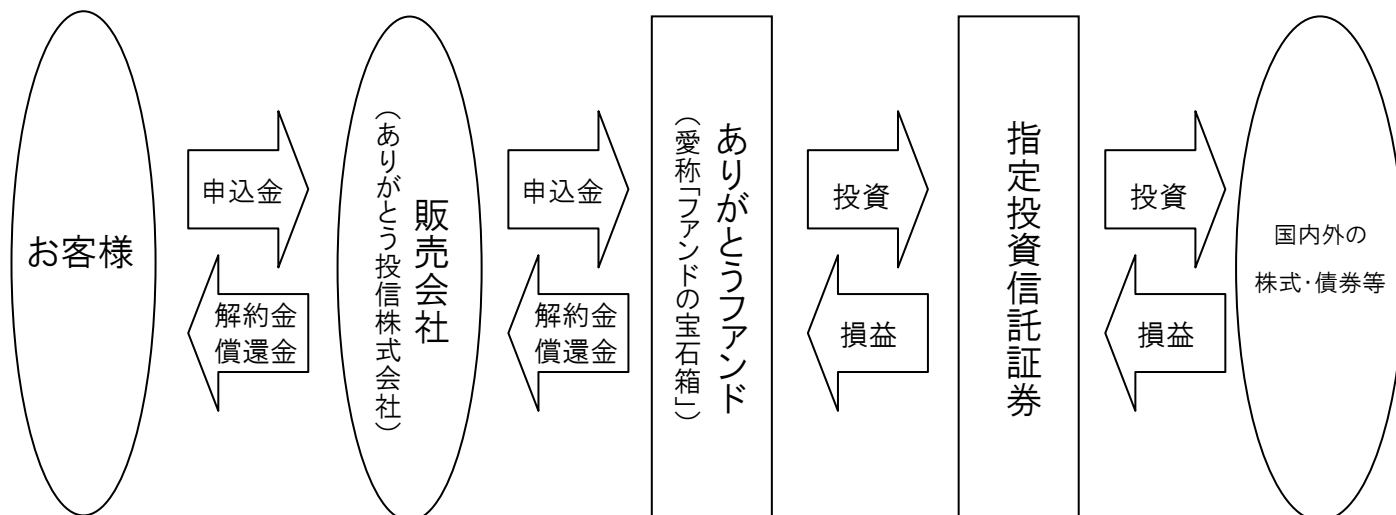 お客様
申込金
解約金
償還金
販売会社
（ありがとう投信株式会社）
申込金
解約金
償還金
ありがとうファンド
（愛称「ファンドの宝石箱」）
投資
損益
指定投資信託証券
投資
損益
国内外の
株式・債券等